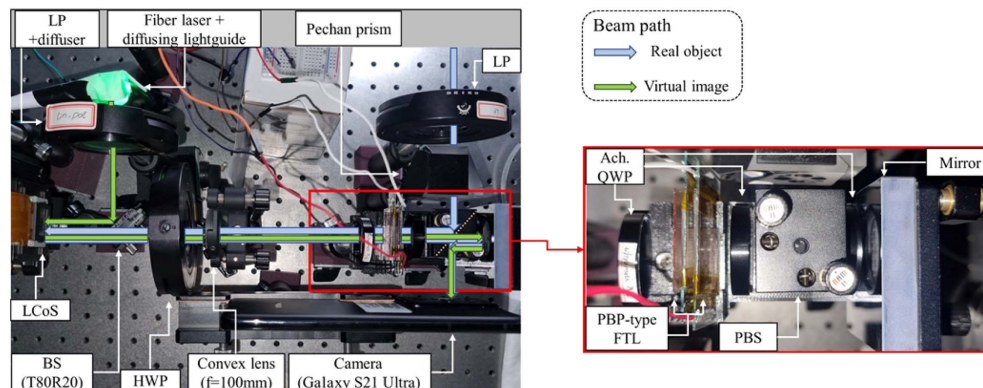 LP
+diffuser
Fiber laser +
diffusing lightguide
Pechan prism
LP
Beam path
Real object
Virtual image
Ach.
QWP
Mirror
LCoS
BS
(T80R20)
HWP
Convex lens
(f=100mm)
Camera
(Galaxy S21 Ultra)
PBP-type
FTL
PBS